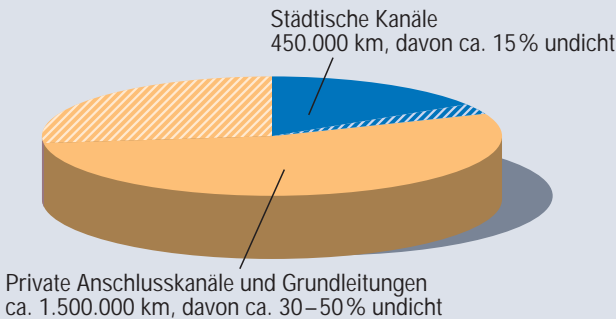 Städtische Kanäle
450.000 km, davon ca. 15 % undicht
Private Anschlusskanäle und Grundleitungen
ca. 1.500.000 km, davon ca. 30–50 % undicht